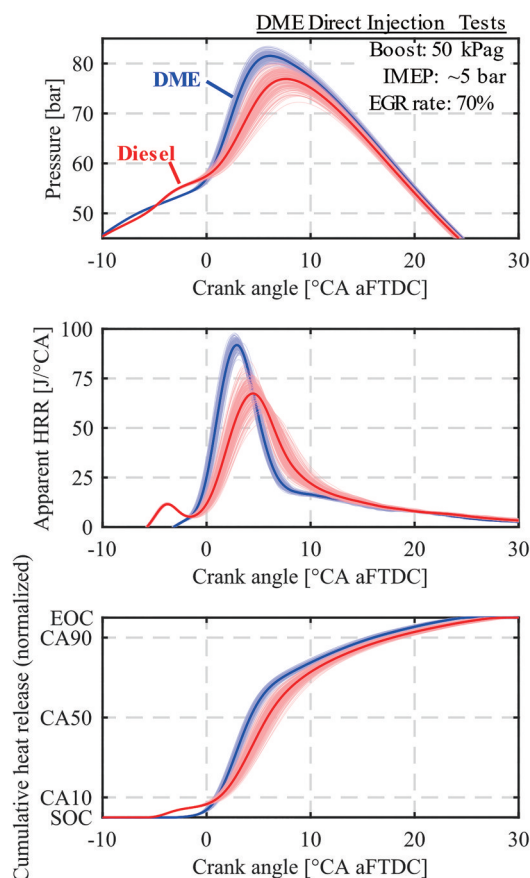 DME Direct Injection Tests
Boost: 50 kPag
IMEP: ~5 bar
EGR rate: 70%
DME
Diesel
Pressure [bar]
80
70
60
50
-10 0 10 20 30
Crank angle [°CA aFTDC]
Apparent HRR [J/°CA]
100
75
50
25
0
-10 0 10 20 30
Crank angle [°CA aFTDC]
Cumulative heat release (normalized)
EOC
CA90
CA50
CA10
SOC
-10 0 10 20 30
Crank angle [°CA aFTDC]